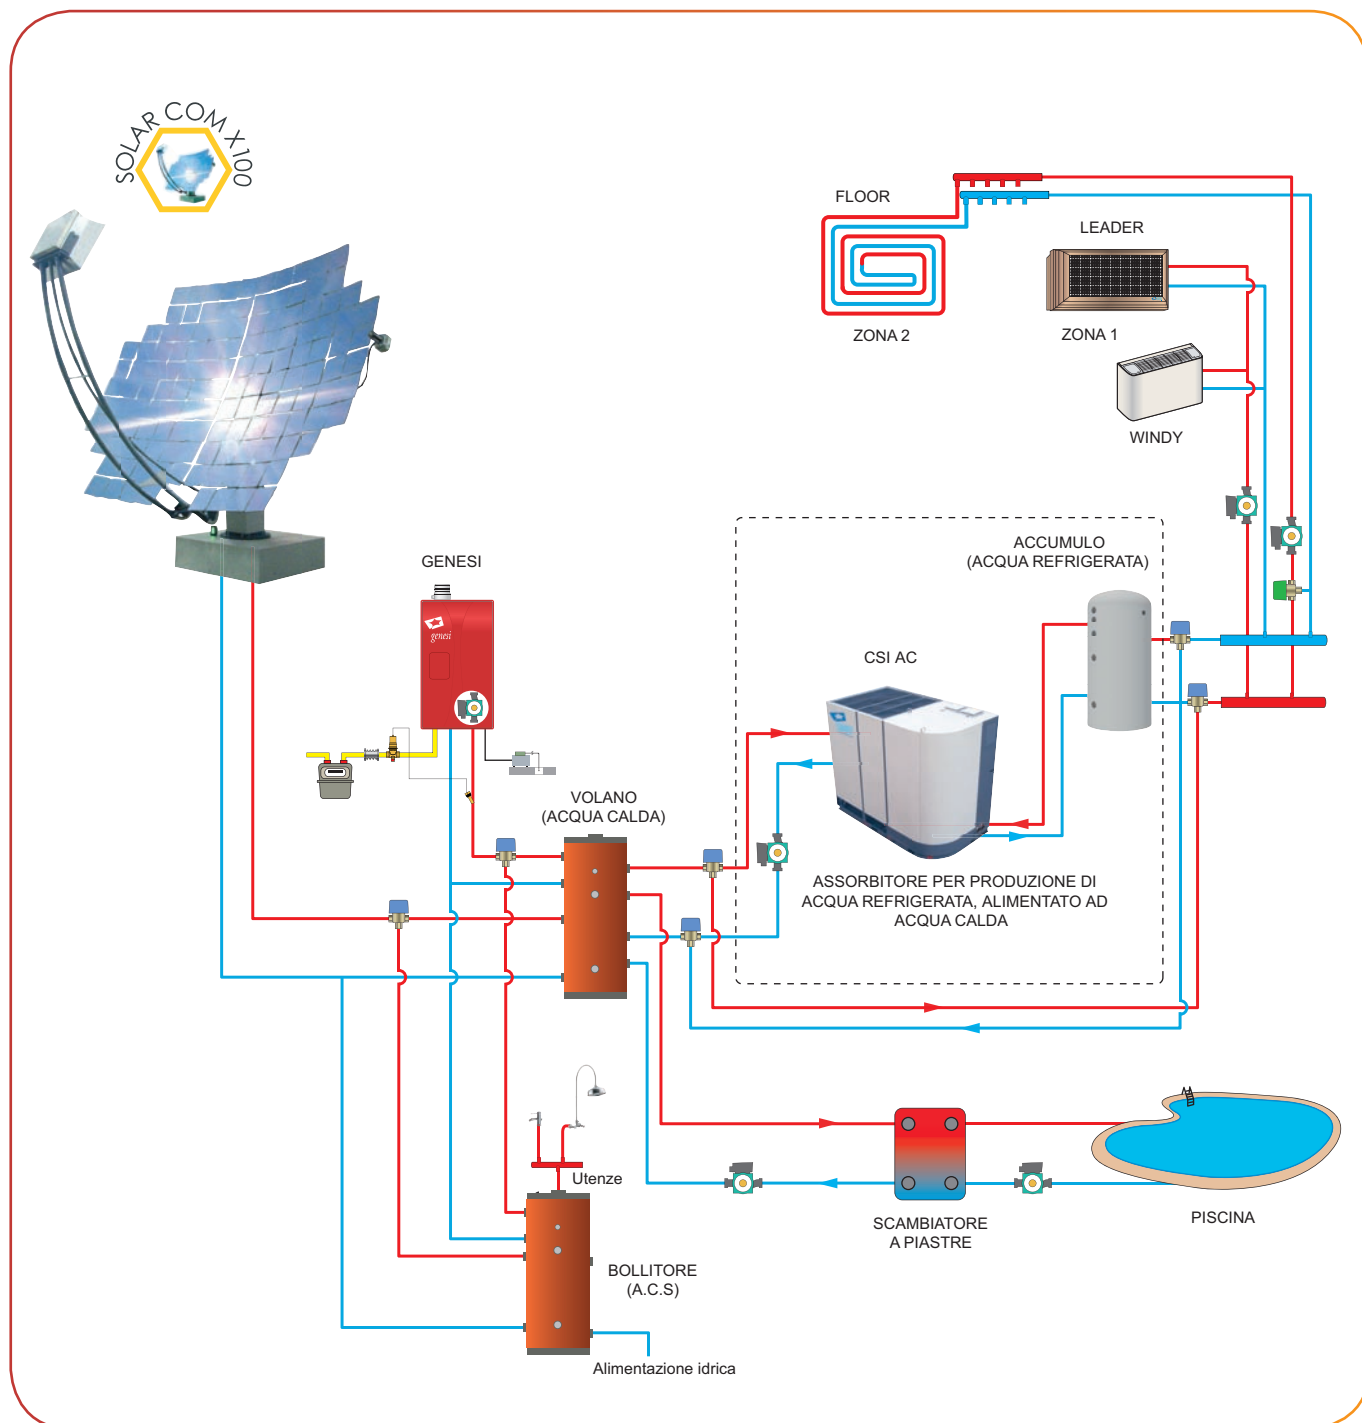 SOLAR COM X100
FLOOR
LEADER
ZONA 2
ZONA 1
WINDY
ACCUMULO
(ACQUA REFRIGERATA)
GENESI
genesi
CSI AC
VOLANO
(ACQUA CALDA)
ASSORBITORE PER PRODUZIONE DI
ACQUA REFRIGERATA, ALIMENTATO AD
ACQUA CALDA
Utenze
SCAMBIATORE
A PIASTRE
PISCINA
BOLLITORE
(A.C.S)
Alimentazione idrica